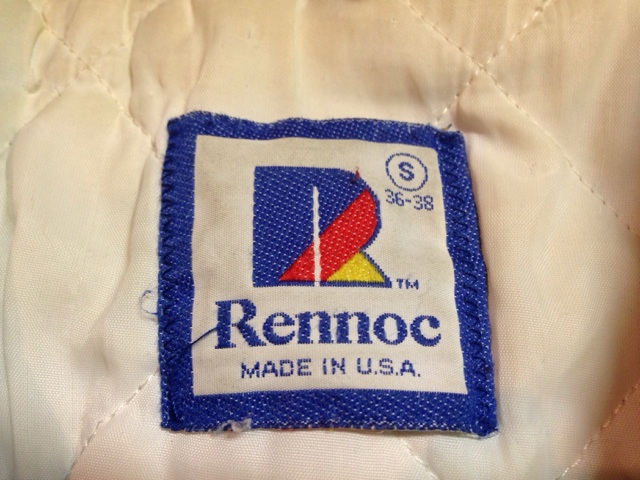 S
36-38
R
TM
Rennoc
MADE IN U.S.A.